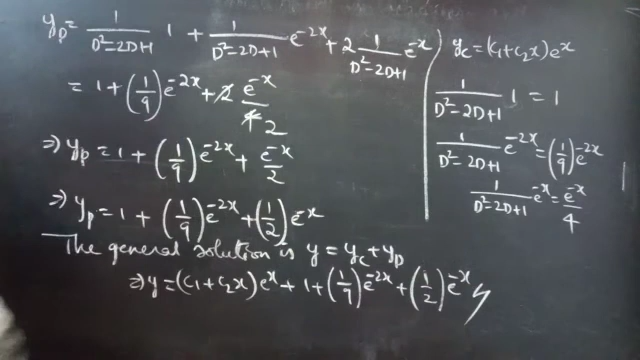 yp = 1/(D²-2D+1) 1 + 1/(D²-2D+1) e^-2x + 2 1/(D²-2D+1) e^-x
= 1 + (1/9) e^-2x + 2 e^-x/4 2
⇒ yp = 1 + (1/9) e^-2x + e^-x/2
⇒ yp = 1 + (1/9) e^-2x + (1/2) e^-x
The general solution is y = yc + yp
⇒ y = (c1+c2x) e^x + 1 + (1/9) e^-2x + (1/2) e^-x //
yc = (c1+c2x) e^x
1/(D²-2D+1) 1 = 1
1/(D²-2D+1) e^-2x = (1/9) e^-2x
1/(D²-2D+1) e^-x = e^-x/4